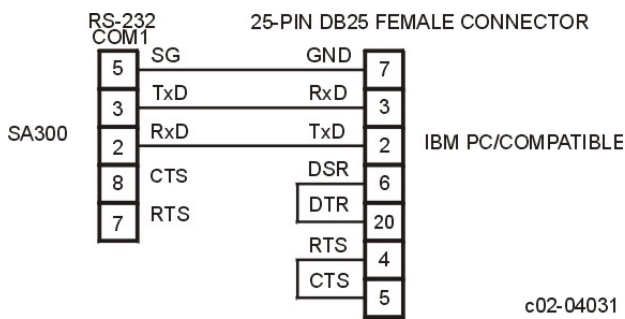 RS-232 25-PIN DB25 FEMALE CONNECTOR
COM1
5 SG GND 7
3 TxD RxD 3
SA300 2 RxD TxD 2 IBM PC/COMPATIBLE
8 CTS DSR 6
7 RTS DTR 20
RTS 4
CTS 5
c02-04031